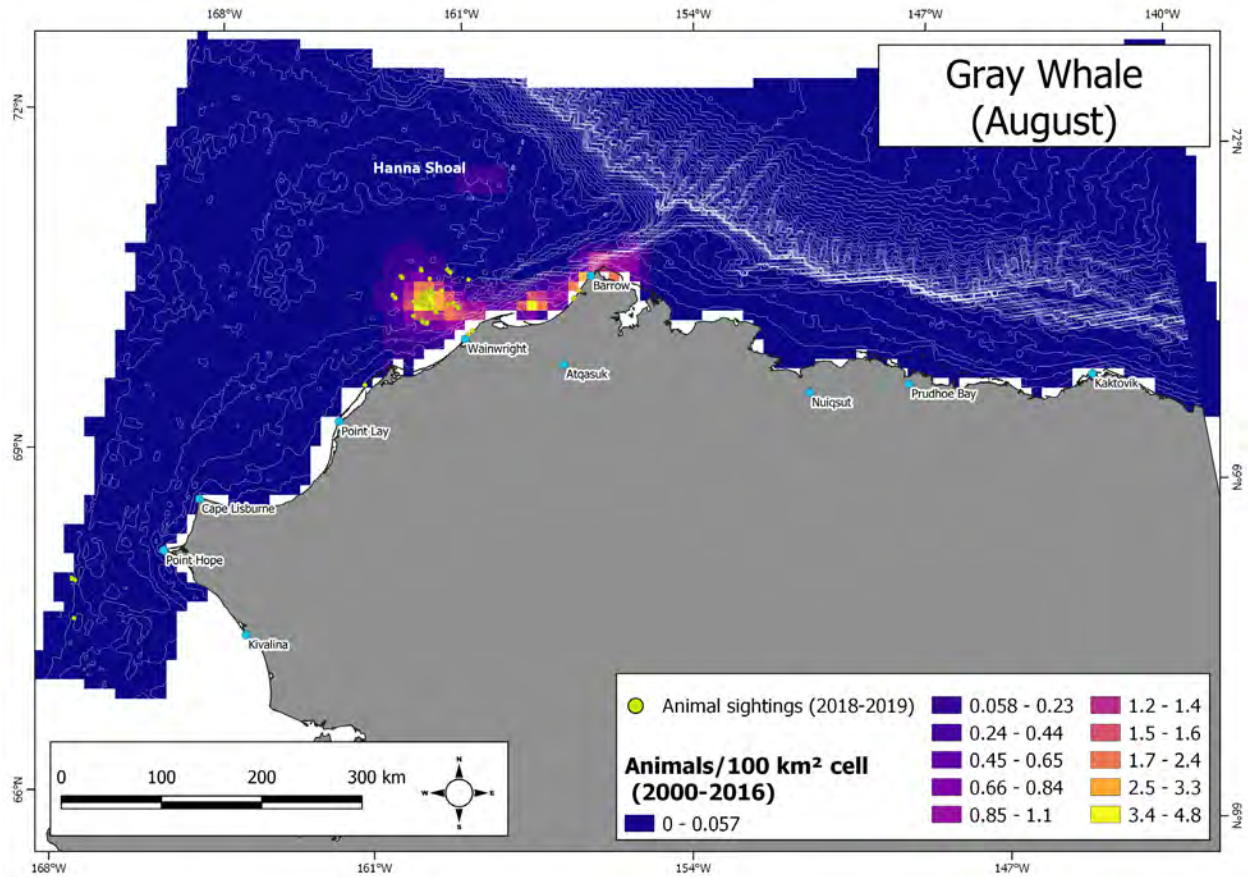 168°W 161°W 154°W 147°W 140°W
Gray Whale
(August)
72°N
72°N
Hanna Shoal
Barrow
Wainwright
Atqasuk
Nuiqsut
Prudhoe Bay
Kaktovik
Point Lay
69°N
69°N
Cape Lisburne
Point Hope
Kivalina
Animal sightings (2018-2019)
Animals/100 km² cell
(2000-2016)
0 - 0.057
0.058 - 0.23
0.24 - 0.44
0.45 - 0.65
0.66 - 0.84
0.85 - 1.1
1.2 - 1.4
1.5 - 1.6
1.7 - 2.4
2.5 - 3.3
3.4 - 4.8
0 100 200 300 km
N
W E
S
66°N
66°N
168°W 161°W 154°W 147°W